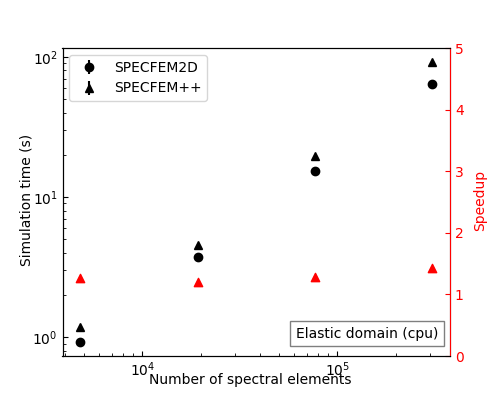 SPECFEM2D
SPECFEM++
10²
10¹
10⁰
Simulation time (s)
5
4
3
2
1
0
Speedup
Elastic domain (cpu)
10⁴
10⁵
Number of spectral elements